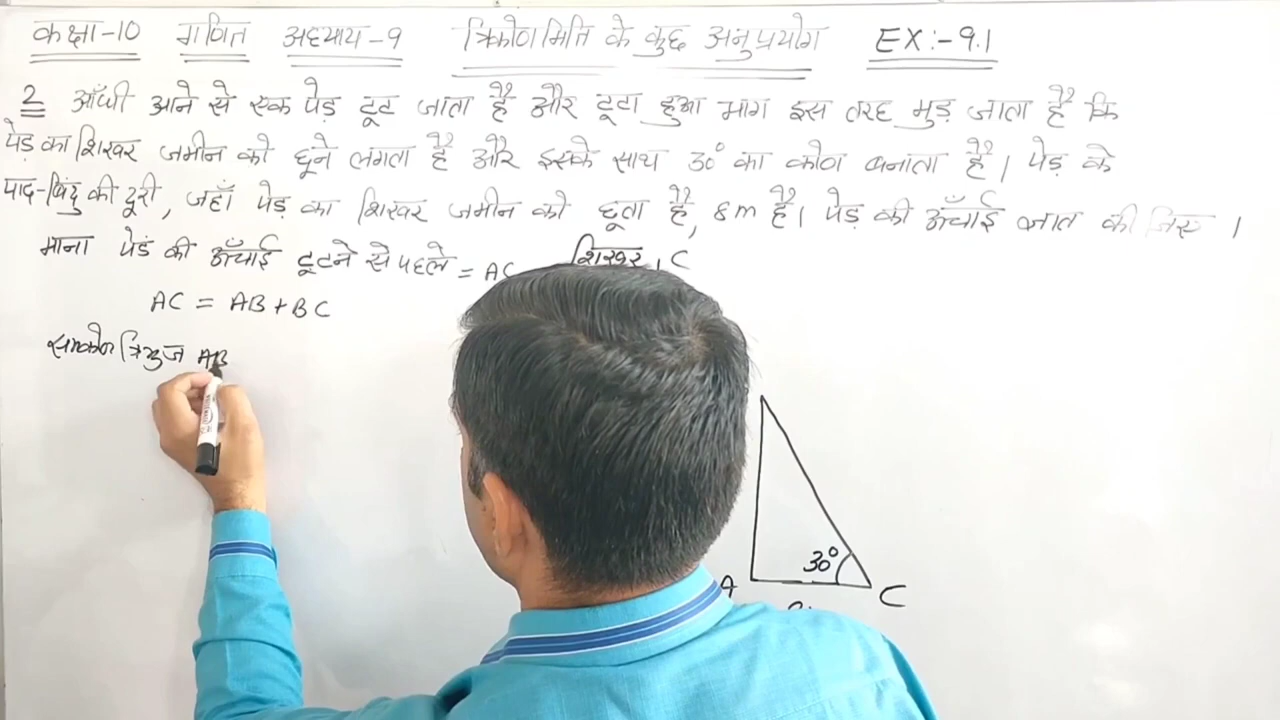 कक्षा-10 गणित अध्याय-9 त्रिकोणमिति के कुछ अनुप्रयोग EX:-9.1
2 आँधी आने से एक पेड़ टूट जाता है और टूटा हुआ भाग इस तरह मुड़ जाता है कि
पेड़ का शिखर जमीन को छूने लगता है और इसके साथ 30° का कोण बनाता है। पेड़ के
पाद-बिंदु की दूरी, जहाँ पेड़ का शिखर जमीन को छूता है, 8m है। पेड़ की ऊँचाई ज्ञात कीजिए।
माना पेड़ की ऊँचाई टूटने से पहले = AC
शिखर C
AC = AB+BC
समकोण त्रिभुज AB
30°
A
C